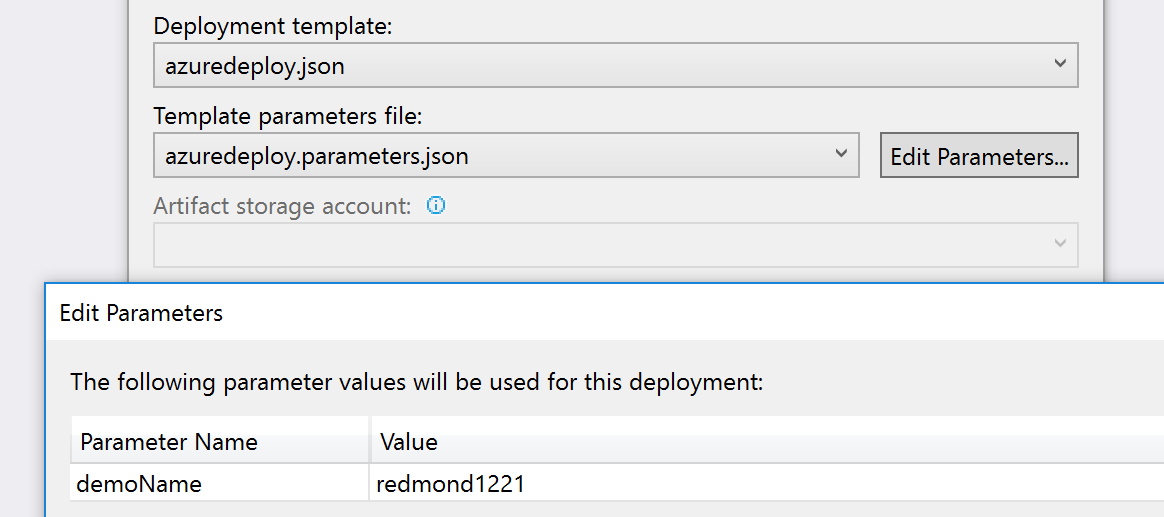 Deployment template:
azuredeploy.json
Template parameters file:
azuredeploy.parameters.json
Edit Parameters...
Artifact storage account:
Edit Parameters
The following parameter values will be used for this deployment:
Parameter Name Value
demoName redmond1221